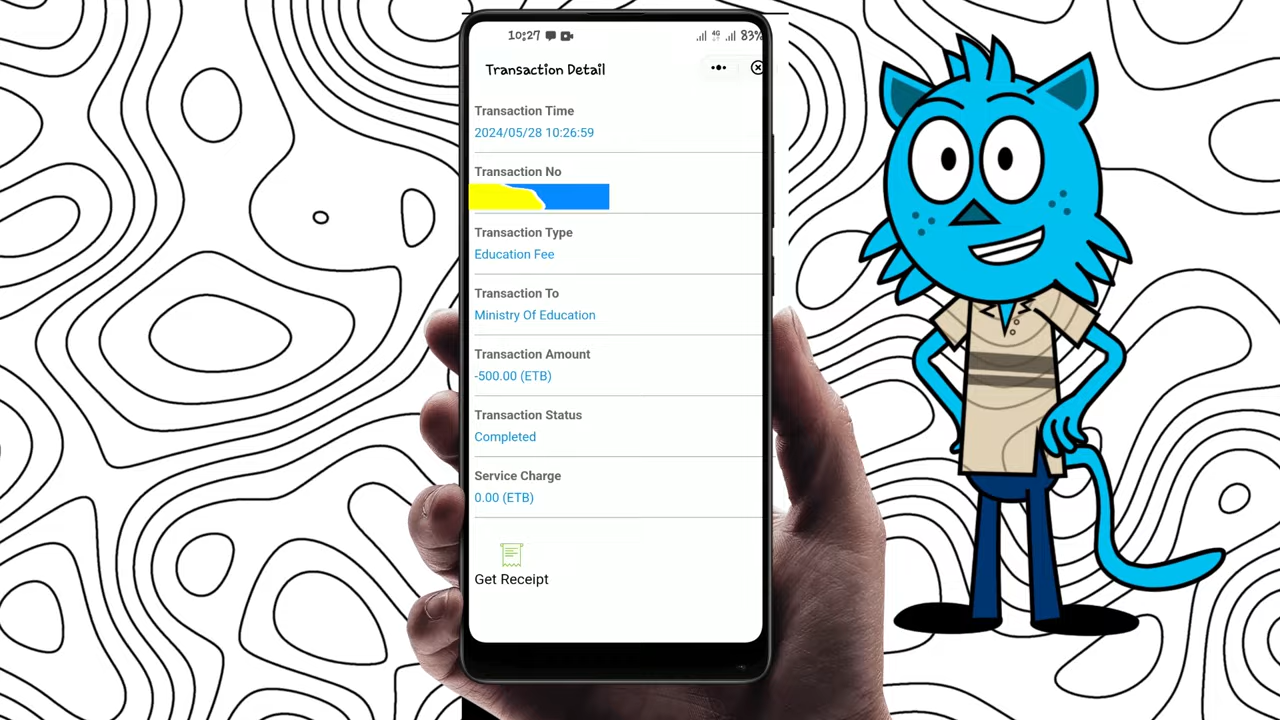 10:27
4G
83%
Transaction Detail
Transaction Time
2024/05/28 10:26:59
Transaction No
Transaction Type
Education Fee
Transaction To
Ministry Of Education
Transaction Amount
-500.00 (ETB)
Transaction Status
Completed
Service Charge
0.00 (ETB)
Get Receipt